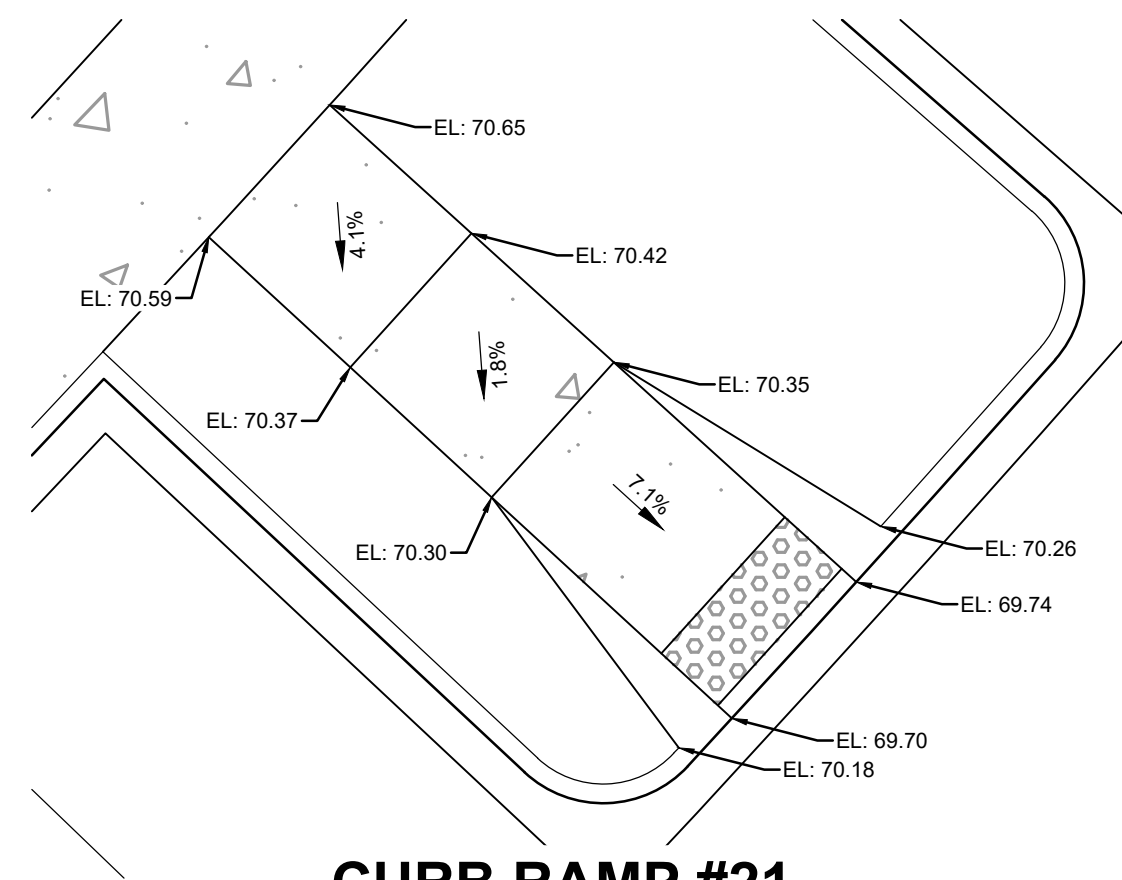 EL: 70.65
4.1%
EL: 70.42
EL: 70.59
1.8%
EL: 70.35
EL: 70.37
7.1%
EL: 70.30
EL: 70.26
EL: 69.74
EL: 69.70
EL: 70.18
CURB RAMP #21